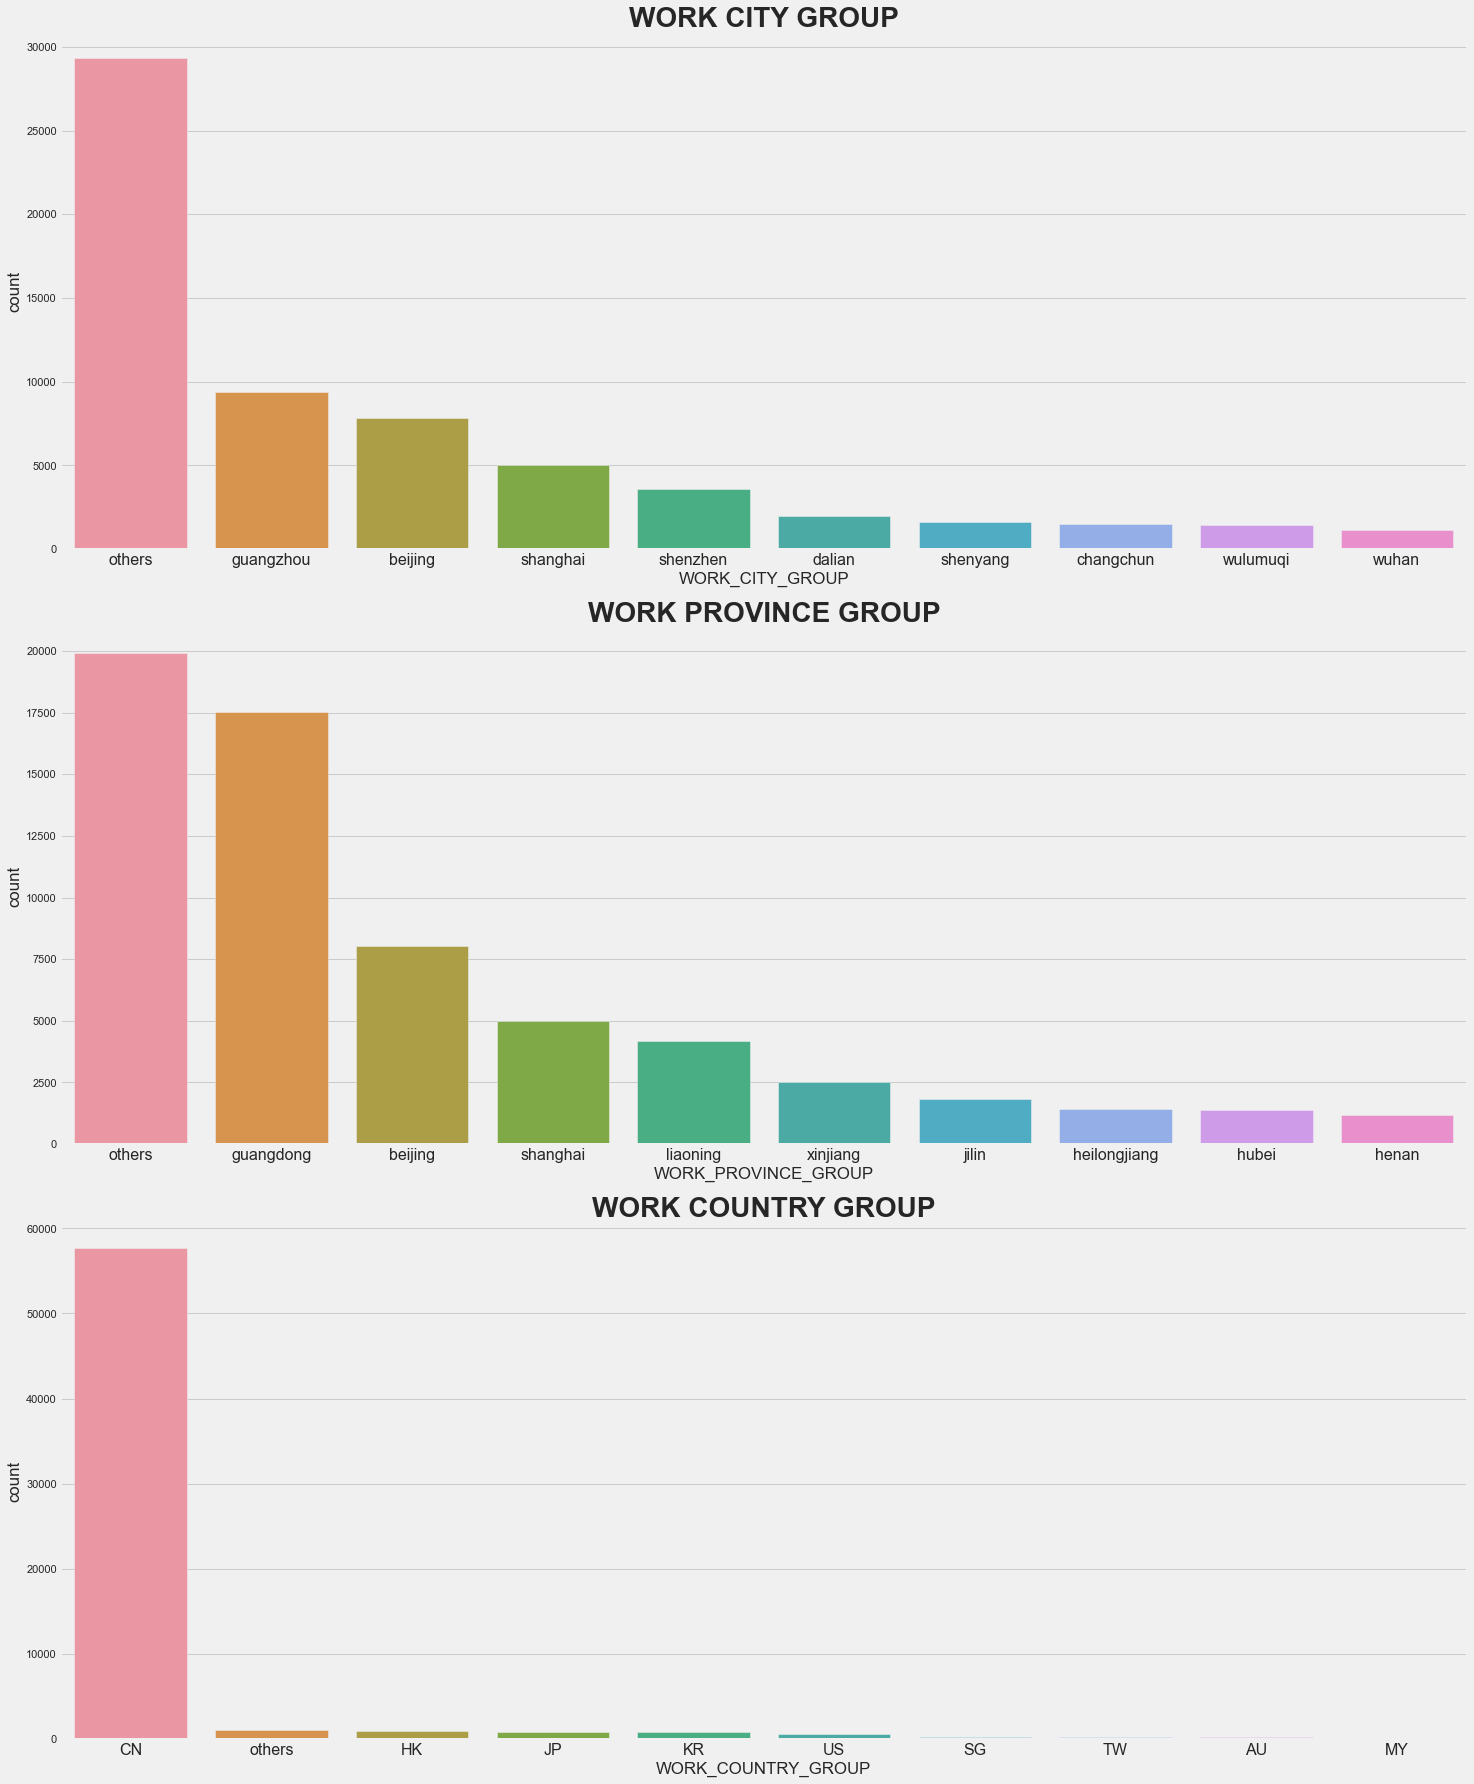 WORK CITY GROUP
30000
25000
20000
15000
10000
5000
0
count
others guangzhou beijing shanghai shenzhen dalian shenyang changchun wulumuqi wuhan
WORK_CITY_GROUP
WORK PROVINCE GROUP
20000
17500
15000
12500
10000
7500
5000
2500
0
count
others guangdong beijing shanghai liaoning xinjiang jilin heilongjiang hubei henan
WORK_PROVINCE_GROUP
WORK COUNTRY GROUP
60000
50000
40000
30000
20000
10000
0
count
CN others HK JP KR US SG TW AU MY
WORK_COUNTRY_GROUP